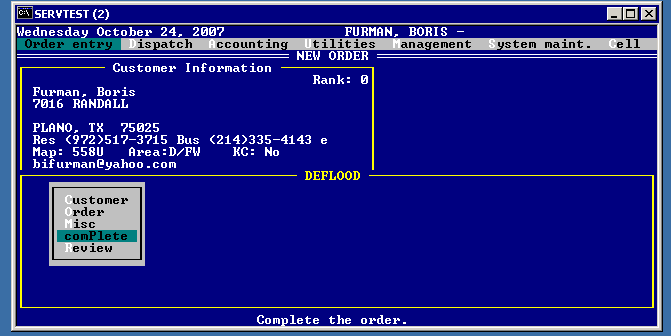 SERVTEST (2)
Wednesday October 24, 2007 FURMAN, BORIS -
Order entry Dispatch Accounting Utilities Management System maint. Cell
NEW ORDER
Customer Information
Rank: 0
Furman, Boris
7016 RANDALL
PLANO, TX 75025
Res (972)517-3715 Bus (214)335-4143 e
Map: 558U Area:D/FW KC: No
bifurman@yahoo.com
DEFLOOD
Customer
Order
Misc
comPlete
Review
Complete the order.